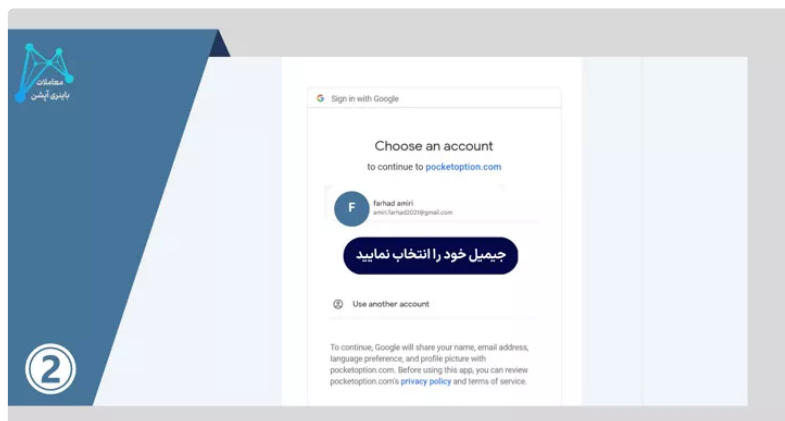 معاملات
باینری آپشن
Sign in with Google
Choose an account
to continue to pocketoption.com
F
farhad amiri
amiri.farhad2021@gmail.com
جیمیل خود را انتخاب نمایید
Use another account
To continue, Google will share your name, email address,
language preference, and profile picture with
pocketoption.com. Before using this app, you can review
pocketoption.com's privacy policy and terms of service.
2